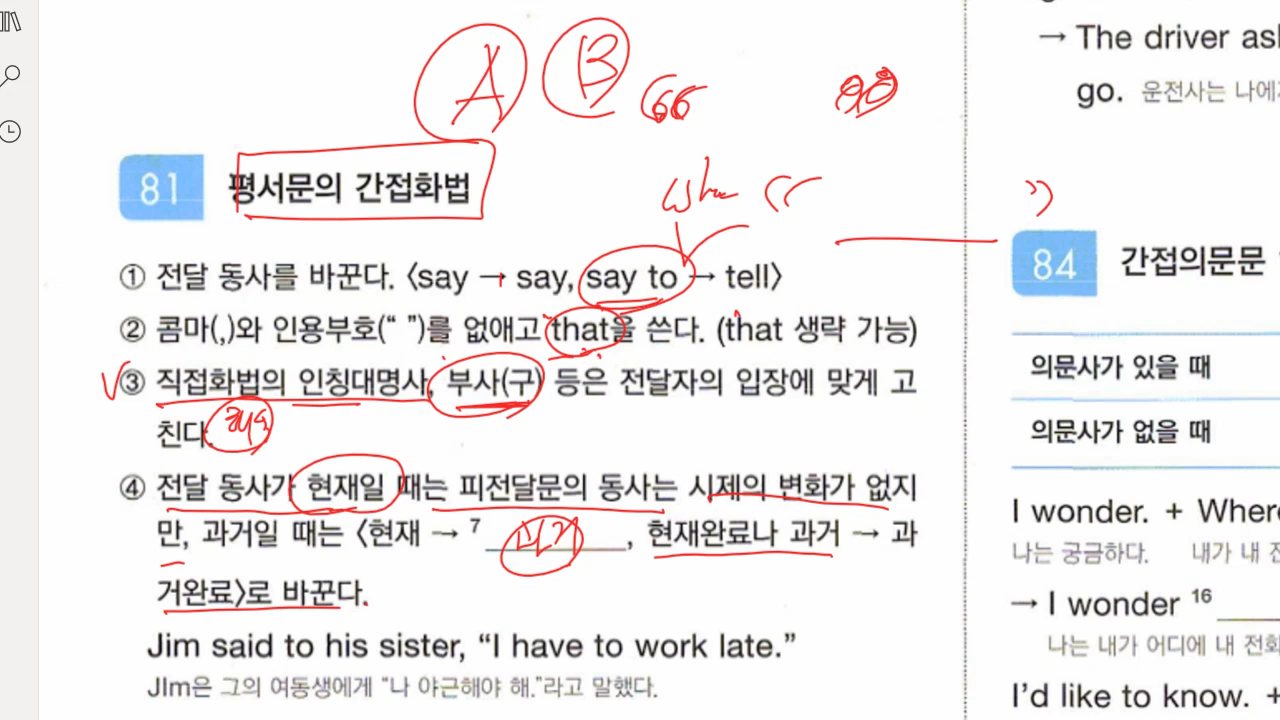 A B 66
81 평서문의 간접화법
① 전달 동사를 바꾼다. 〈say → say, say to → tell〉
② 콤마(,)와 인용부호(“ ”)를 없애고 that을 쓴다. (that 생략 가능)
③ 직접화법의 인칭대명사, 부사(구) 등은 전달자의 입장에 맞게 고
친다.
④ 전달 동사가 현재일 때는 피전달문의 동사는 시제의 변화가 없지
만, 과거일 때는 〈현재 → 7 과거, 현재완료나 과거 → 과
거완료〉로 바꾼다.
Jim said to his sister, “I have to work late.”
JIm은 그의 여동생에게 “나 야근해야 해.”라고 말했다.
→ The driver as
go. 운전사는 나에
84 간접의문문
의문사가 있을 때
의문사가 없을 때
I wonder. + Where
나는 궁금하다. 내가 내
→ I wonder 16
나는 내가 어디에 내 전화
I’d like to know. +